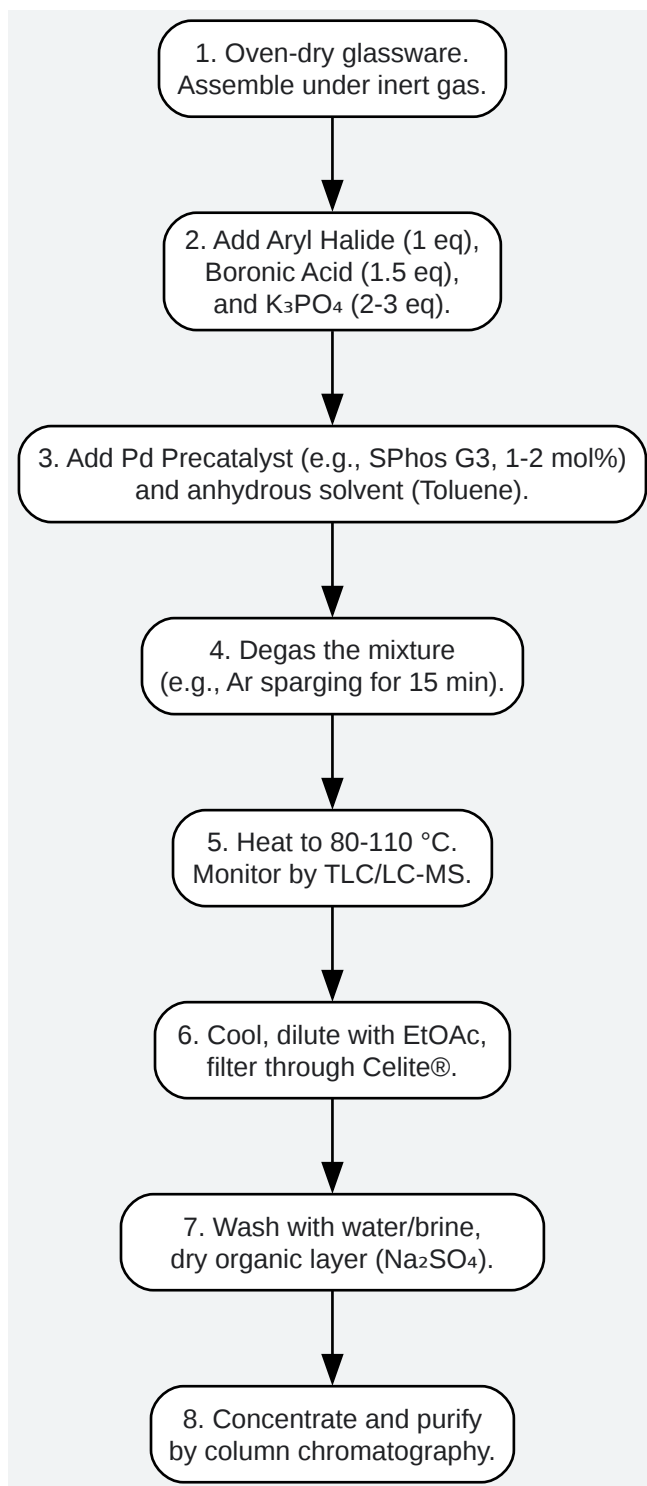 1. Oven-dry glassware.
Assemble under inert gas.
2. Add Aryl Halide (1 eq),
Boronic Acid (1.5 eq),
and K₃PO₄ (2-3 eq).
3. Add Pd Precatalyst (e.g., SPhos G3, 1-2 mol%)
and anhydrous solvent (Toluene).
4. Degas the mixture
(e.g., Ar sparging for 15 min).
5. Heat to 80-110 °C.
Monitor by TLC/LC-MS.
6. Cool, dilute with EtOAc,
filter through Celite®.
7. Wash with water/brine,
dry organic layer (Na₂SO₄).
8. Concentrate and purify
by column chromatography.